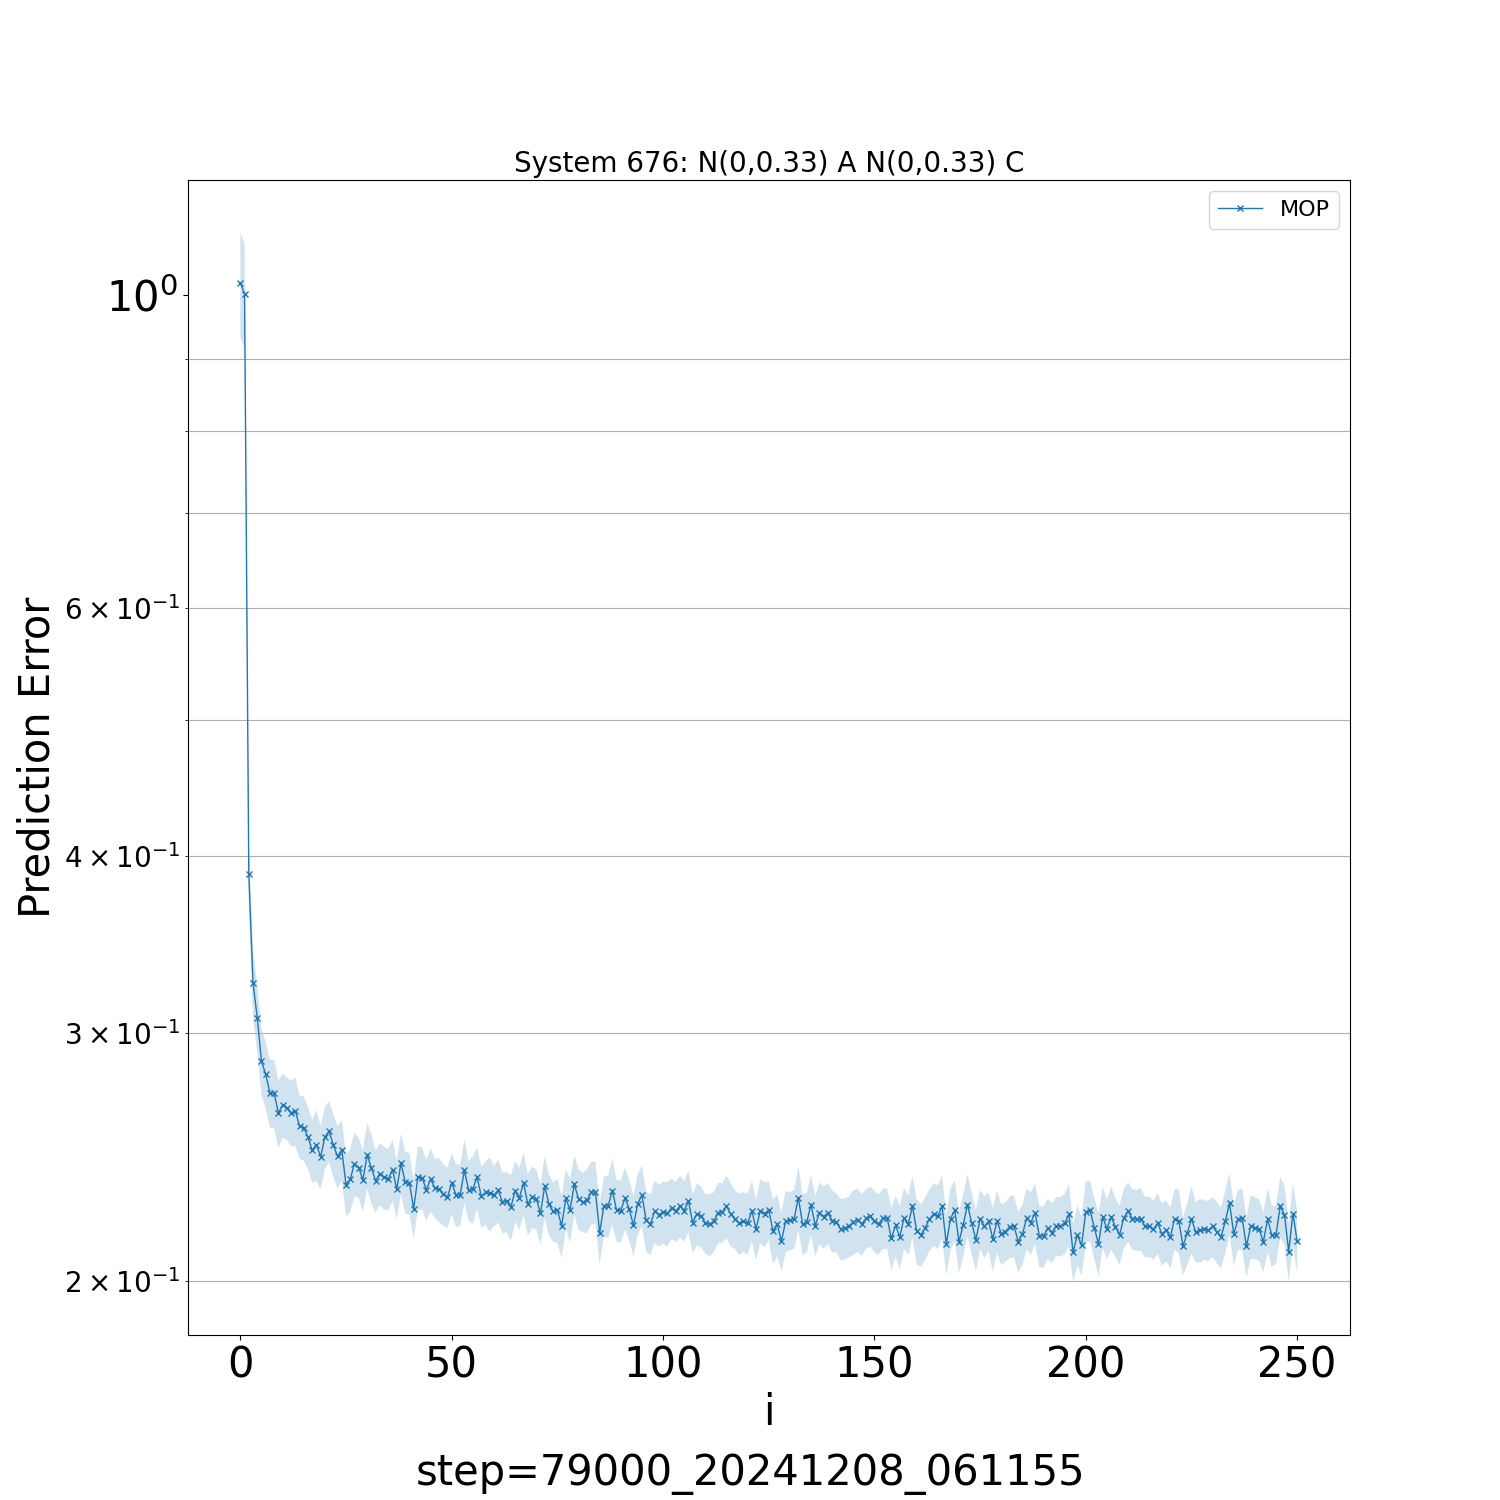 System 676: N(0,0.33) A N(0,0.33) C
MOP
10⁰
6 × 10⁻¹
4 × 10⁻¹
3 × 10⁻¹
2 × 10⁻¹
Prediction Error
0 50 100 150 200 250
i
step=79000_20241208_061155